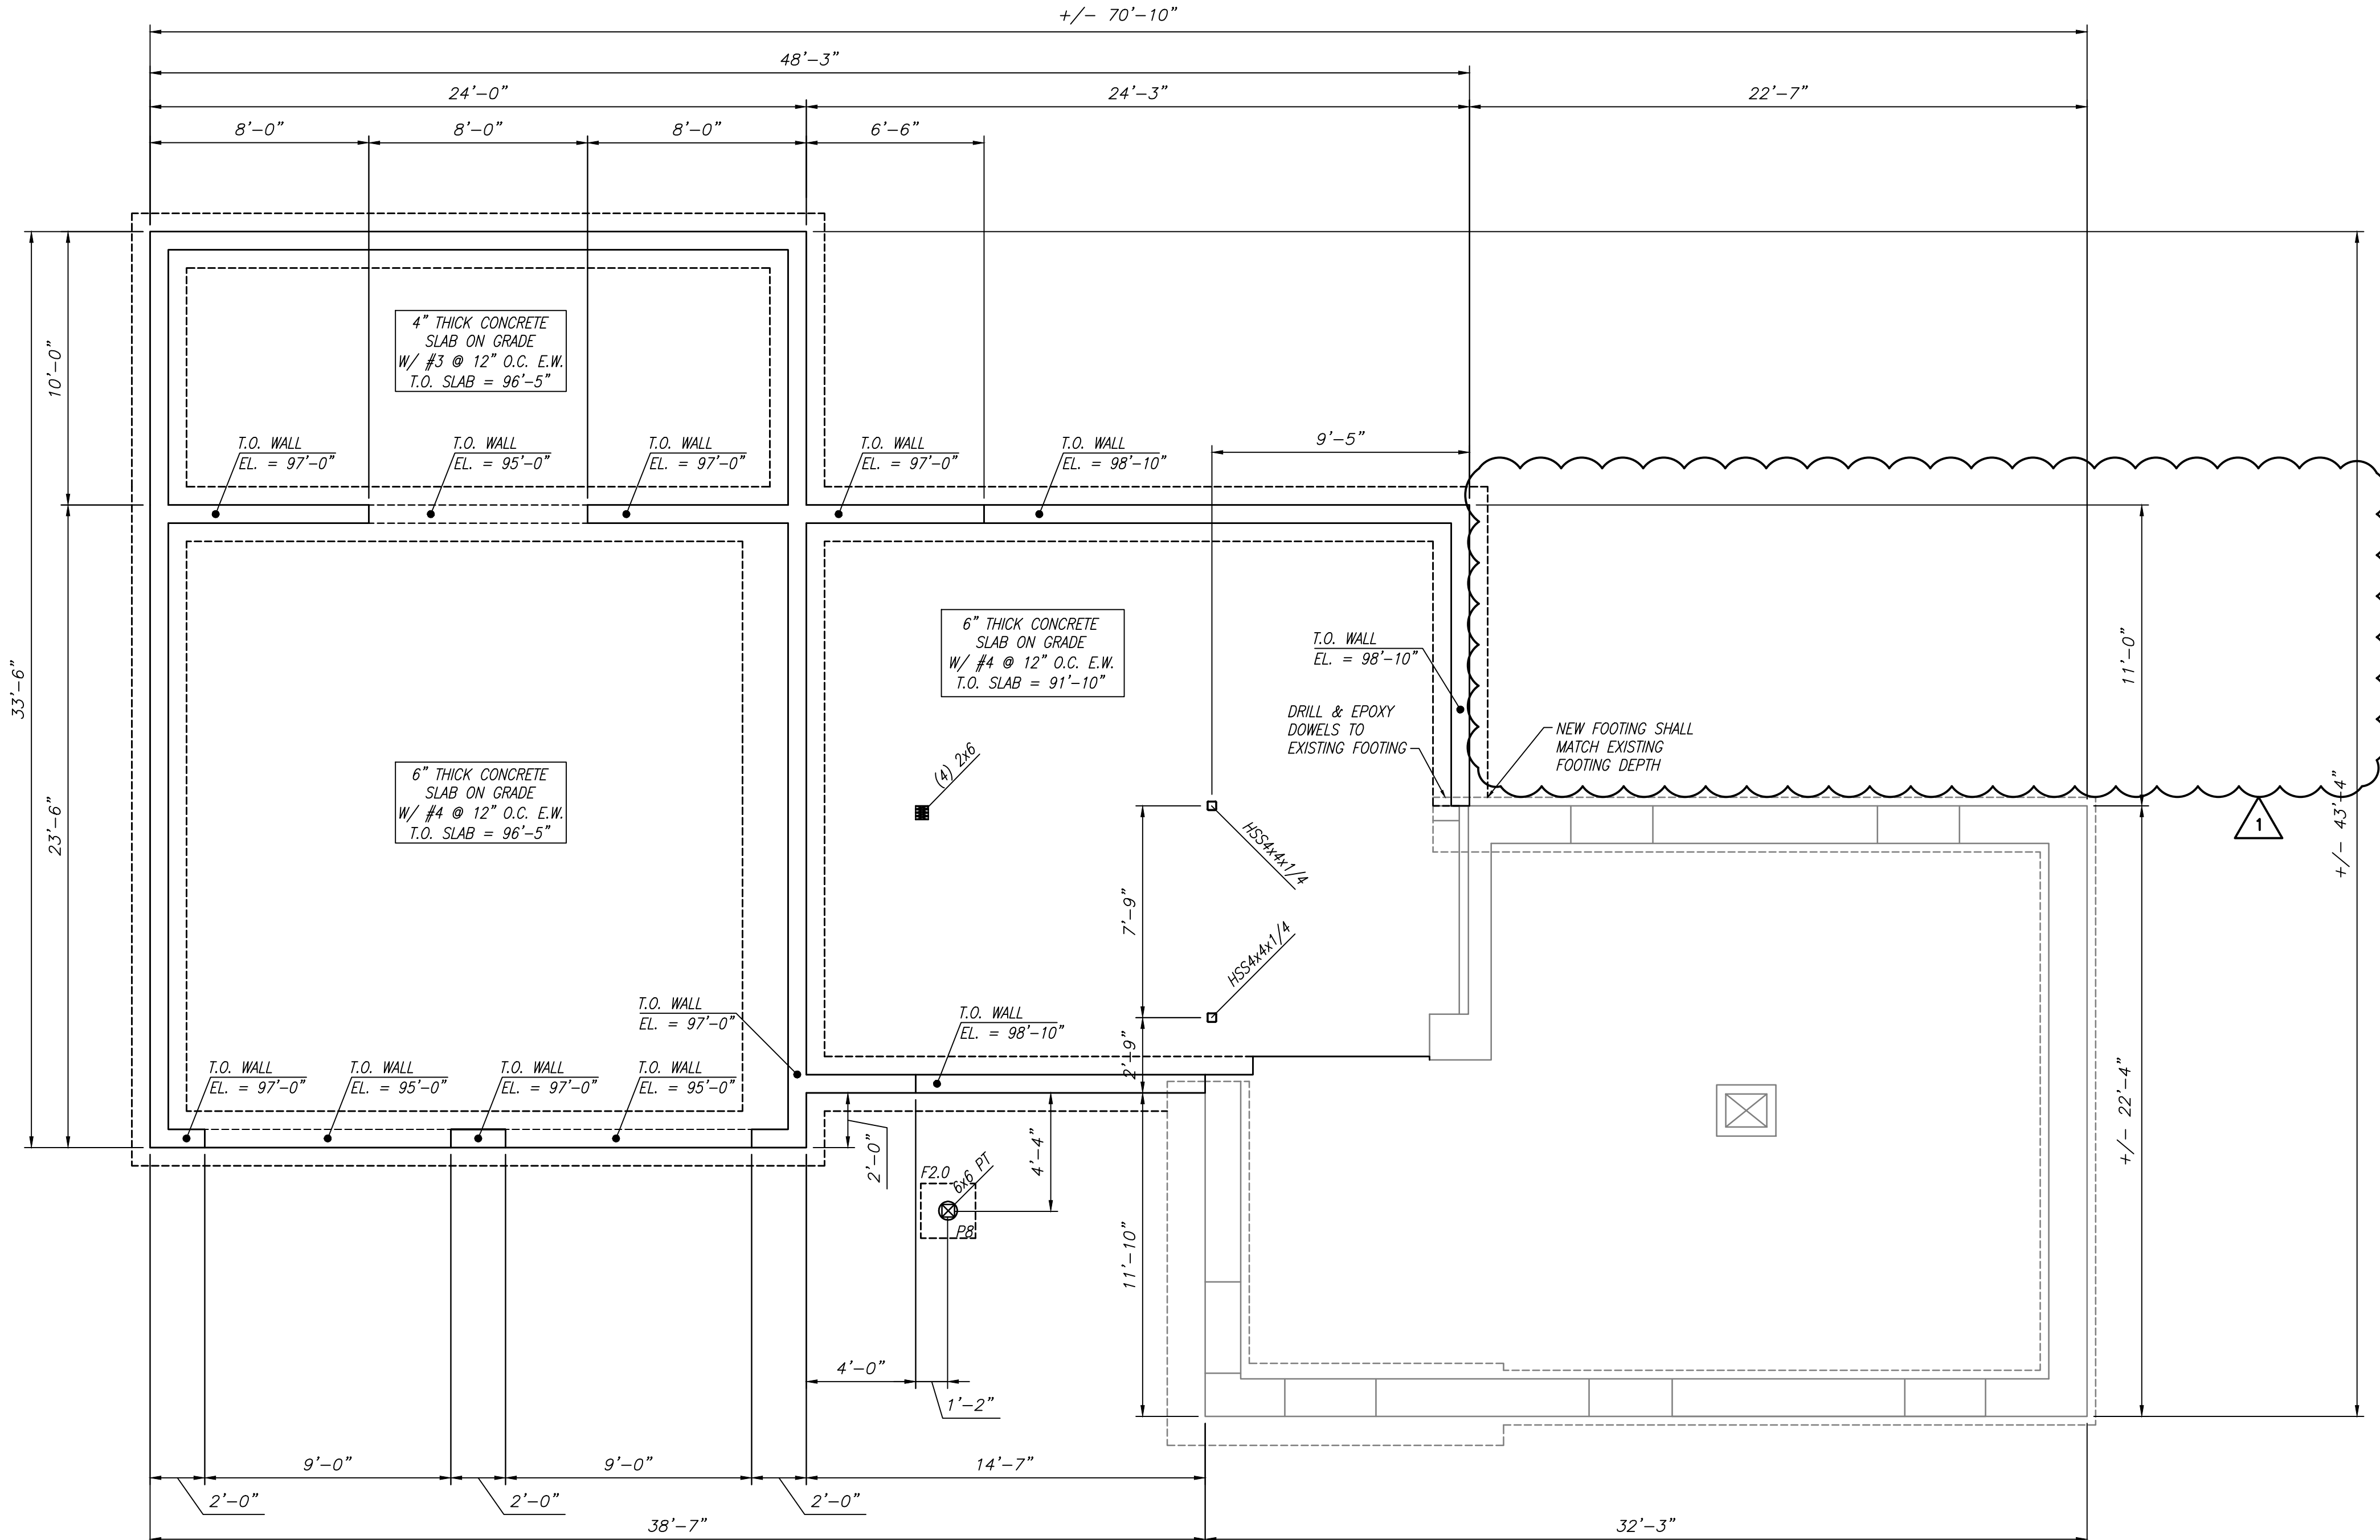 +/- 70'-10"
48'-3"
24'-0"
24'-3"
22'-7"
8'-0"
8'-0"
8'-0"
6'-6"
4" THICK CONCRETE
SLAB ON GRADE
W/ #3 @ 12" O.C. E.W.
T.O. SLAB = 96'-5"
10'-0"
33'-6"
23'-6"
T.O. WALL
EL. = 97'-0"
T.O. WALL
EL. = 95'-0"
T.O. WALL
EL. = 97'-0"
T.O. WALL
EL. = 97'-0"
T.O. WALL
EL. = 98'-10"
9'-5"
6" THICK CONCRETE
SLAB ON GRADE
W/ #4 @ 12" O.C. E.W.
T.O. SLAB = 91'-10"
T.O. WALL
EL. = 98'-10"
11'-0"
DRILL & EPOXY
DOWELS TO
EXISTING FOOTING
NEW FOOTING SHALL
MATCH EXISTING
FOOTING DEPTH
6" THICK CONCRETE
SLAB ON GRADE
W/ #4 @ 12" O.C. E.W.
T.O. SLAB = 96'-5"
(4) 2x6
HSS4x4x1/4
1
+/- 43'-4"
7'-9"
HSS4x4x1/4
T.O. WALL
EL. = 97'-0"
T.O. WALL
EL. = 98'-10"
2'-9"
T.O. WALL
EL. = 97'-0"
T.O. WALL
EL. = 95'-0"
T.O. WALL
EL. = 97'-0"
T.O. WALL
EL. = 95'-0"
+/- 22'-4"
2'-0"
F2.0
6x6 PT
P8
4'-4"
11'-10"
4'-0"
1'-2"
9'-0"
9'-0"
14'-7"
2'-0"
2'-0"
2'-0"
38'-7"
32'-3"